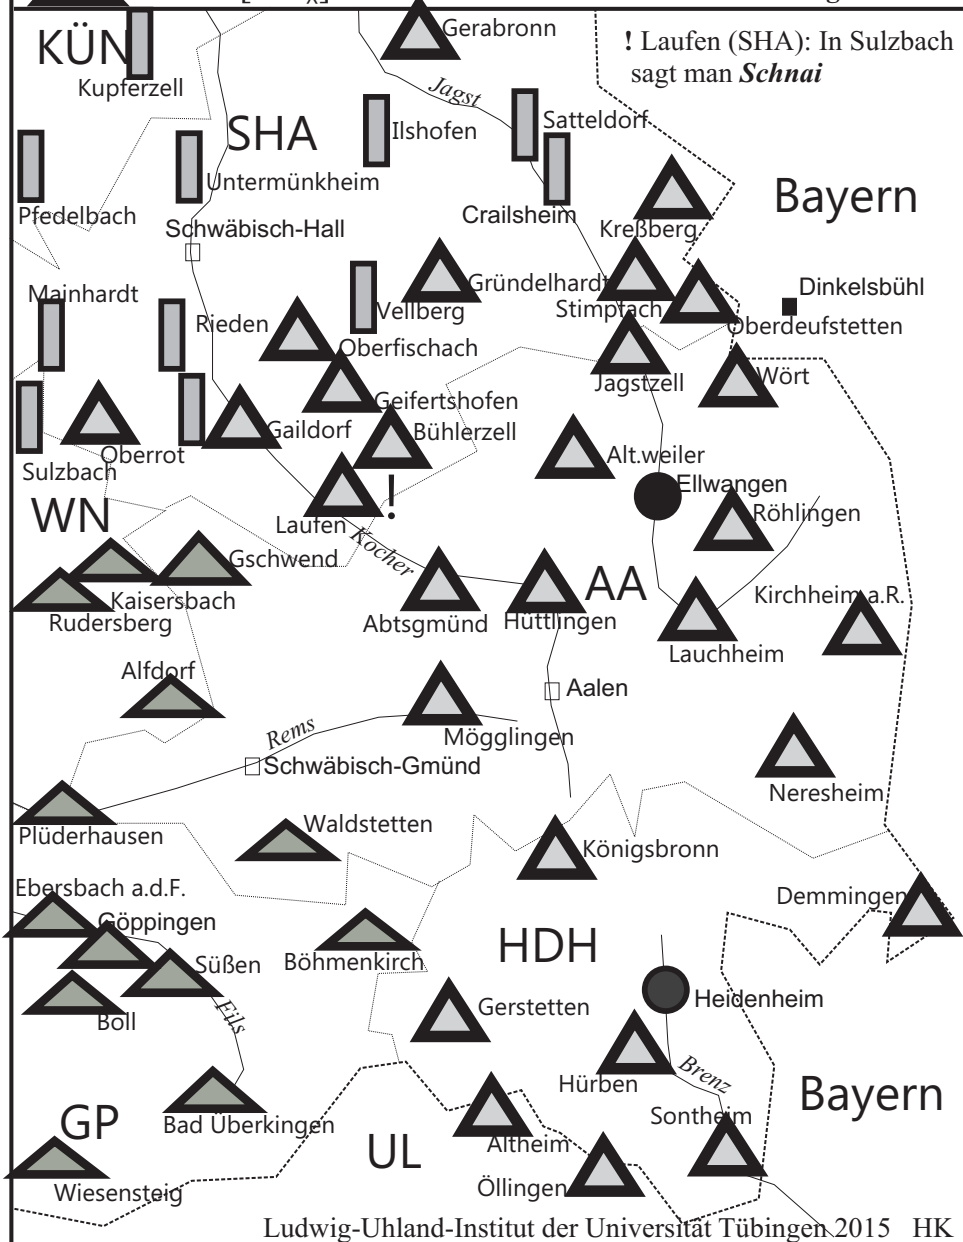 Gerabronn
! Laufen (SHA): In Sulzbach
sagt man Schnai
KÜN
Kupferzell
Jagst
SHA
Ilshofen
Satteldorf
Untermünkheim
Bayern
Pfedelbach
Crailsheim
Kreßberg
Schwäbisch-Hall
Gründelhardt
Dinkelsbühl
Mainhardt
Rieden
Vellberg
Stimpfach
Oberdeufstetten
Oberfischach
Jagstzell
Wört
Geifertshofen
Gaildorf
Bühlerzell
Oberrot
Alt.weiler
Sulzbach
Ellwangen
!
WN
Laufen
Röhlingen
Kocher
Gschwend
AA
Kaisersbach
Kirchheim a.R.
Rudersberg
Abtsgmünd
Hüttlingen
Lauchheim
Alfdorf
Aalen
Rems
Mögglingen
Schwäbisch-Gmünd
Neresheim
Plüderhausen
Waldstetten
Königsbronn
Ebersbach a.d.F.
Demmingen
Göppingen
HDH
Süßen
Böhmenkirch
Heidenheim
Gerstetten
Boll
Fils
Hürben
Brenz
Bayern
GP
Bad Überkingen
Sontheim
UL
Altheim
Wiesensteig
Öllingen
Ludwig-Uhland-Institut der Universität Tübingen 2015 HK